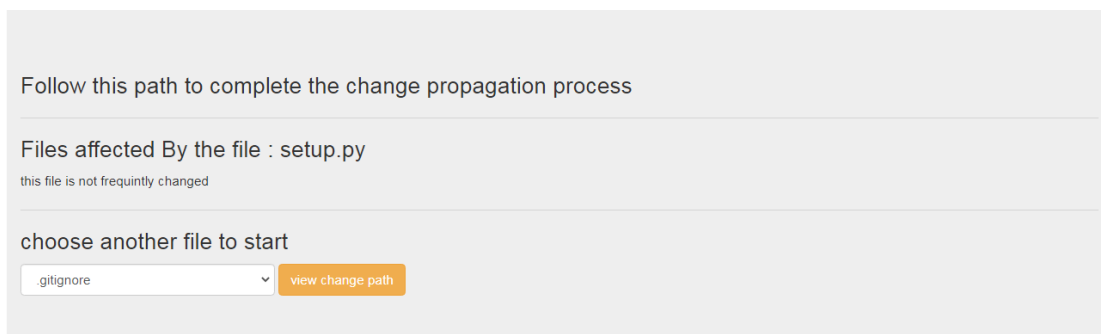 Follow this path to complete the change propagation process
Files affected By the file : setup.py
this file is not frequintly changed
choose another file to start
.gitignore
view change path